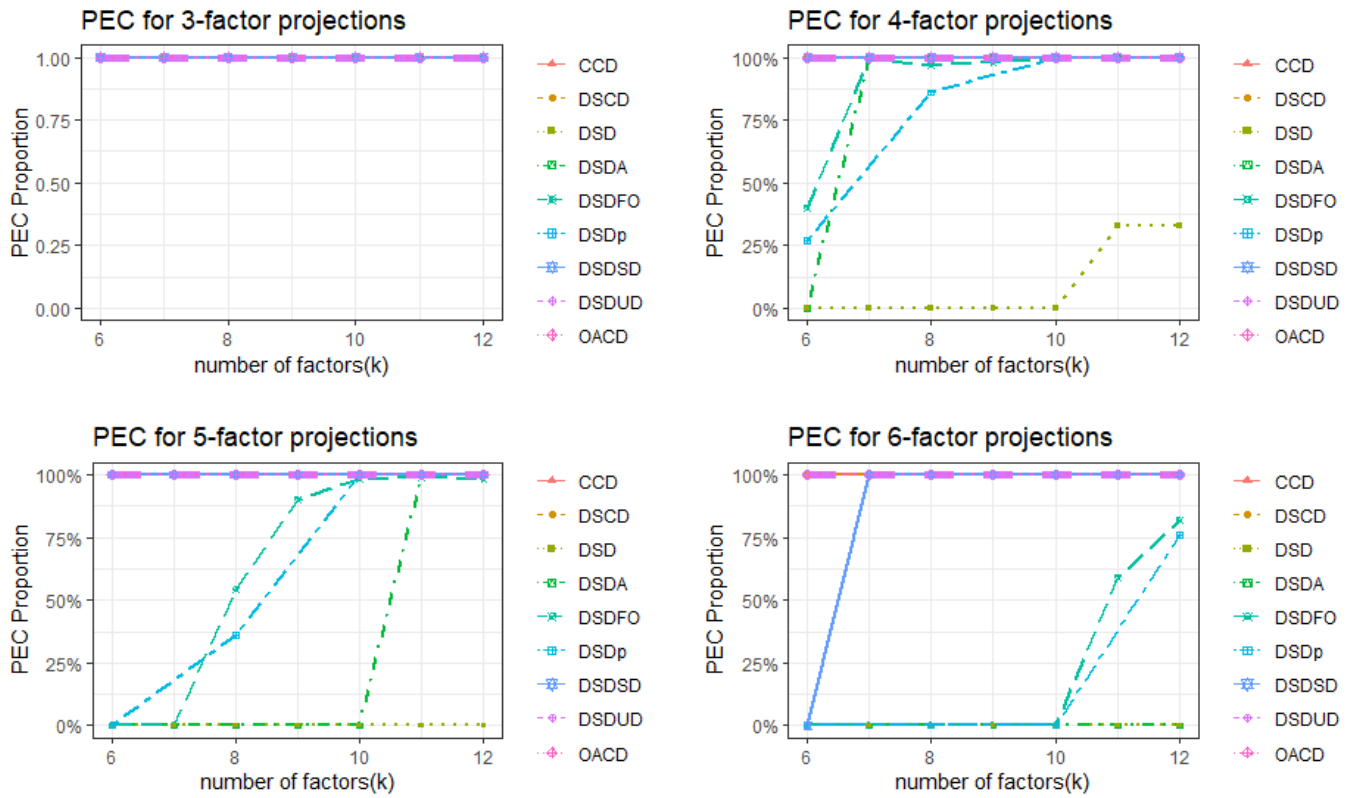 PEC for 3-factor projections
PEC Proportion
1.00
0.75
0.50
0.25
0.00
6
8
10
12
number of factors(k)
CCD
DSCD
DSD
DSDA
DSDFO
DSDp
DSDSD
DSDUD
OACD
PEC for 4-factor projections
PEC Proportion
100%
75%
50%
25%
0%
6
8
10
12
number of factors(k)
CCD
DSCD
DSD
DSDA
DSDFO
DSDp
DSDSD
DSDUD
OACD
PEC for 5-factor projections
PEC Proportion
100%
75%
50%
25%
0%
6
8
10
12
number of factors(k)
CCD
DSCD
DSD
DSDA
DSDFO
DSDp
DSDSD
DSDUD
OACD
PEC for 6-factor projections
PEC Proportion
100%
75%
50%
25%
0%
6
8
10
12
number of factors(k)
CCD
DSCD
DSD
DSDA
DSDFO
DSDp
DSDSD
DSDUD
OACD